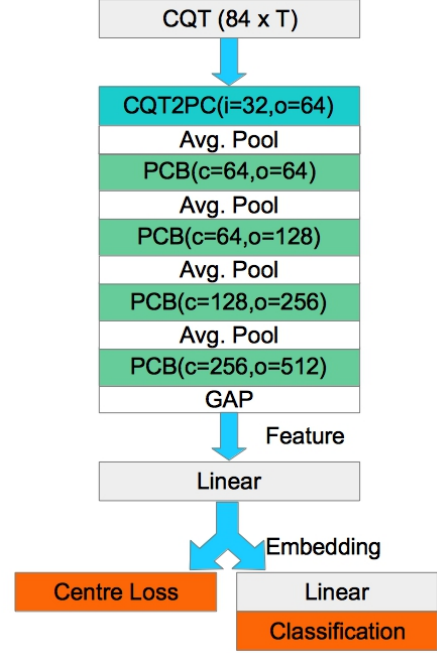 CQT (84 x T)
CQT2PC(i=32,o=64)
Avg. Pool
PCB(c=64,o=64)
Avg. Pool
PCB(c=64,o=128)
Avg. Pool
PCB(c=128,o=256)
Avg. Pool
PCB(c=256,o=512)
GAP
Feature
Linear
Embedding
Centre Loss
Linear
Classification